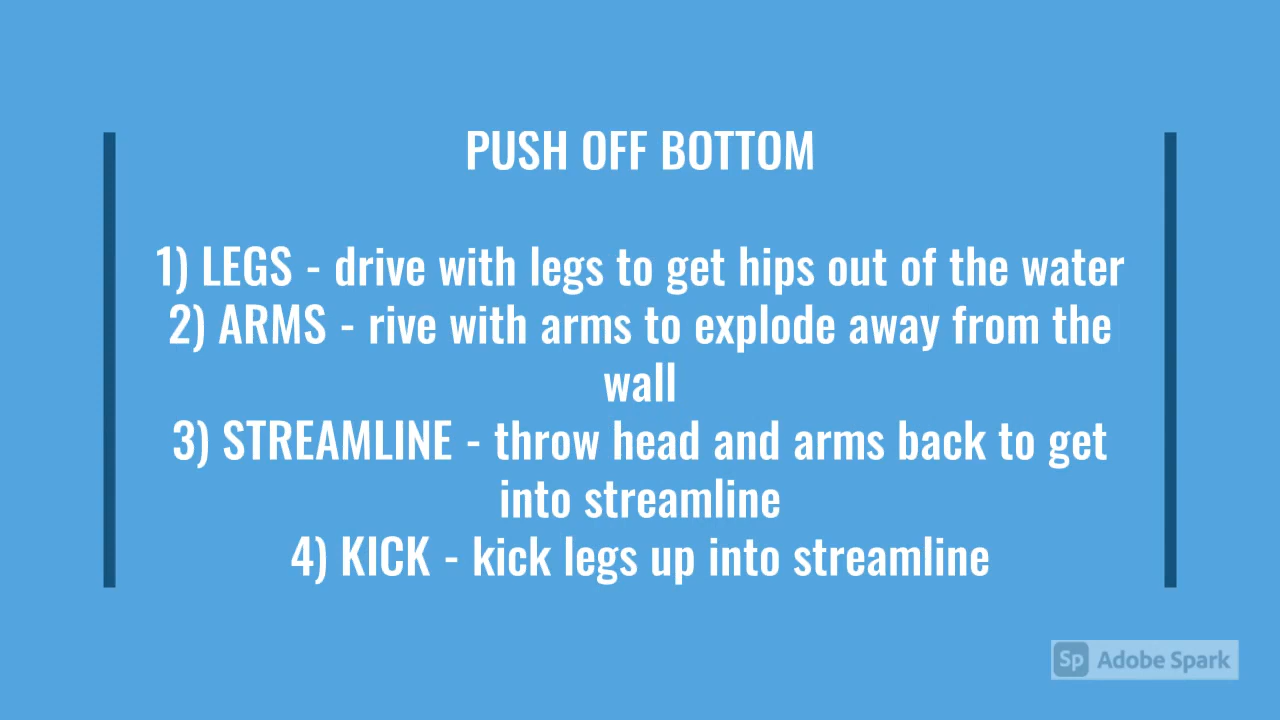 PUSH OFF BOTTOM
1) LEGS - drive with legs to get hips out of the water
2) ARMS - rive with arms to explode away from the
wall
3) STREAMLINE - throw head and arms back to get
into streamline
4) KICK - kick legs up into streamline
Sp Adobe Spark